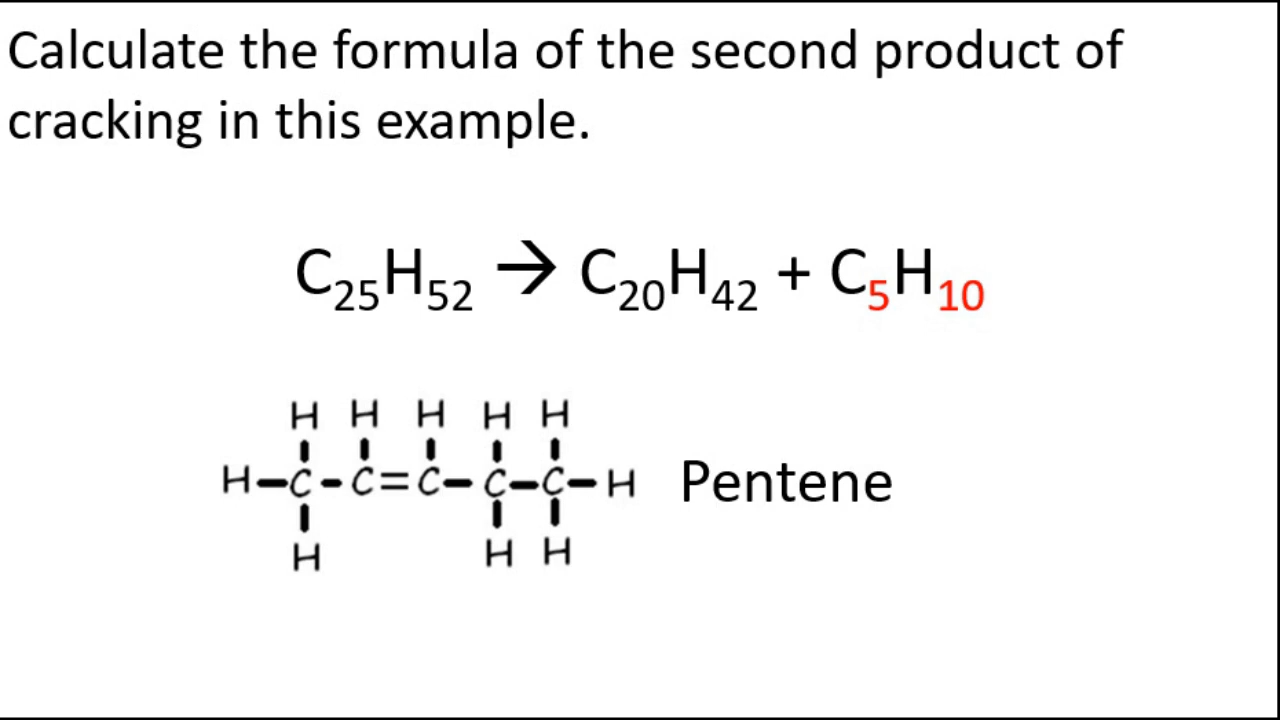 Calculate the formula of the second product of
cracking in this example.
C₂₅H₅₂ → C₂₀H₄₂ + C₅H₁₀
H H H H H
H-C-C=C-C-C-H Pentene
H H H